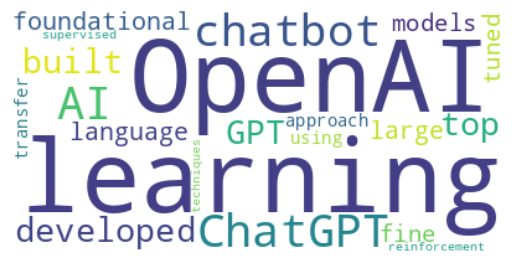 foundational
supervised
chatbot
models
tuned
built
OpenAI
AI
transfer
language
GPT
approach
using
large
top
learning
techniques
developed
ChatGPT
fine
reinforcement